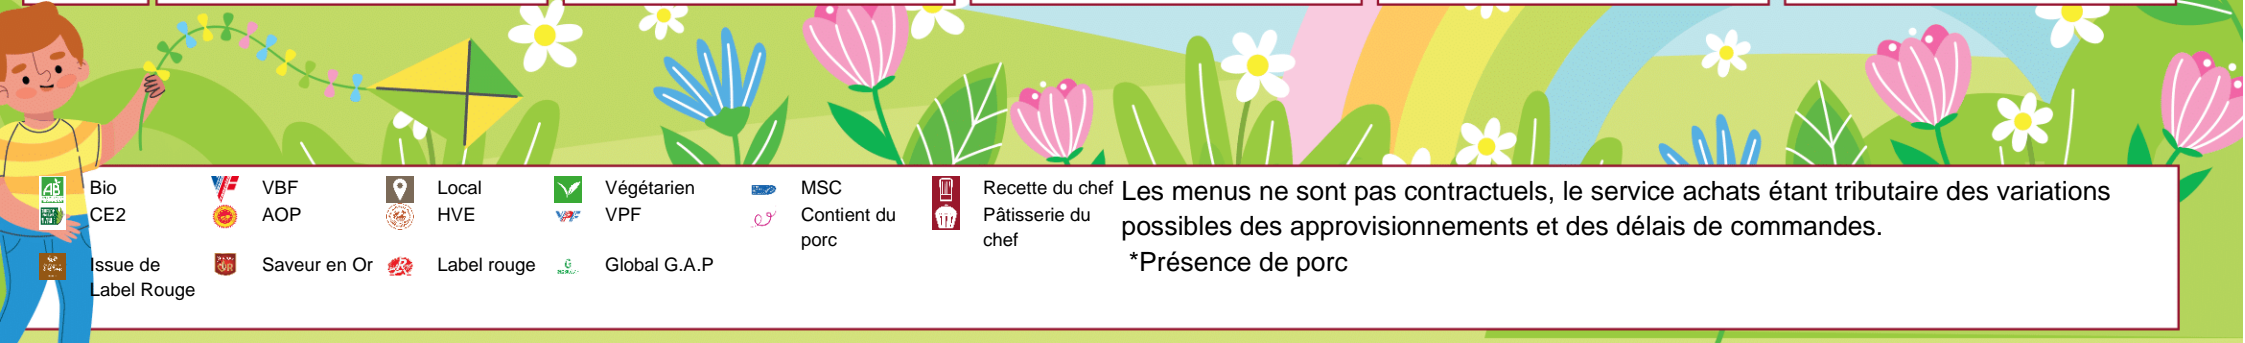 Bio VBF Local Végétarien MSC Recette du chef
CE2 AOP HVE VPF Contient du porc Pâtisserie du chef
Issue de Label Rouge Saveur en Or Label rouge Global G.A.P
Les menus ne sont pas contractuels, le service achats étant tributaire des variations
possibles des approvisionnements et des délais de commandes.
*Présence de porc